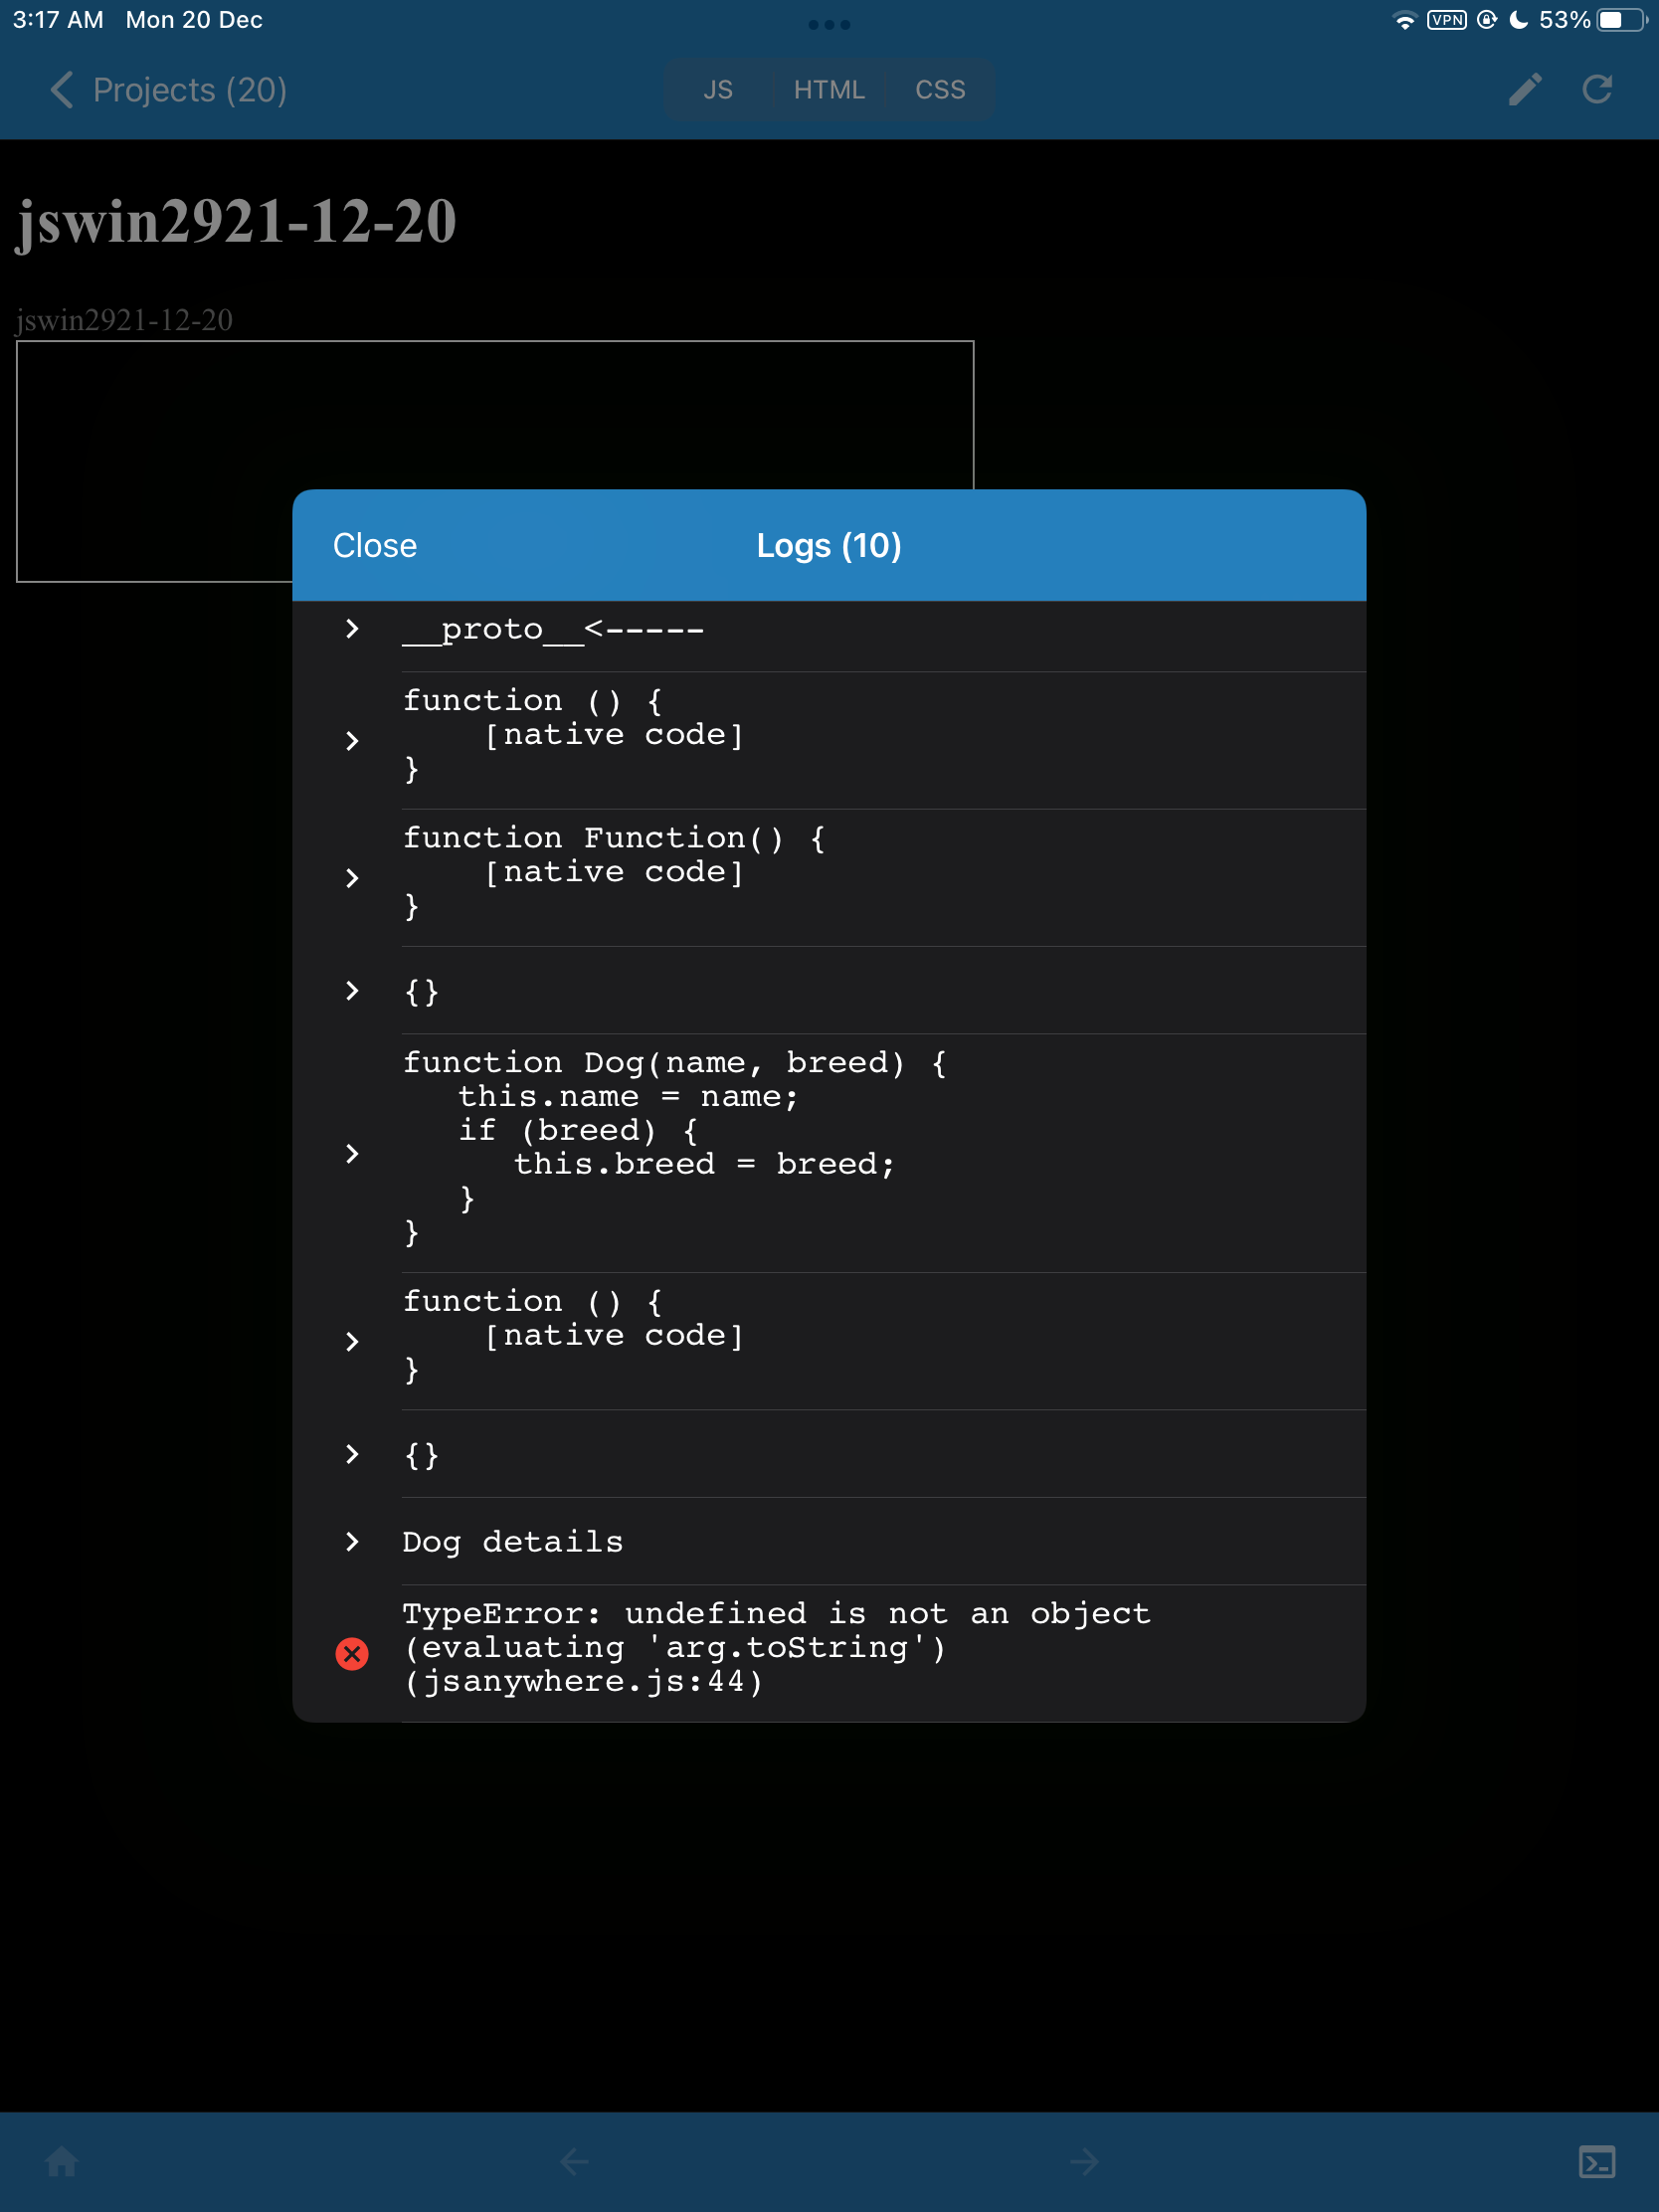 3:17 AM Mon 20 Dec
VPN 53%
Projects (20)
JS HTML CSS
jswin2921-12-20
jswin2921-12-20
Close Logs (10)
__proto__<-----
function () {
[native code]
}
function Function() {
[native code]
}
{}
function Dog(name, breed) {
this.name = name;
if (breed) {
this.breed = breed;
}
}
function () {
[native code]
}
{}
Dog details
TypeError: undefined is not an object
(evaluating 'arg.toString')
(jsanywhere.js:44)